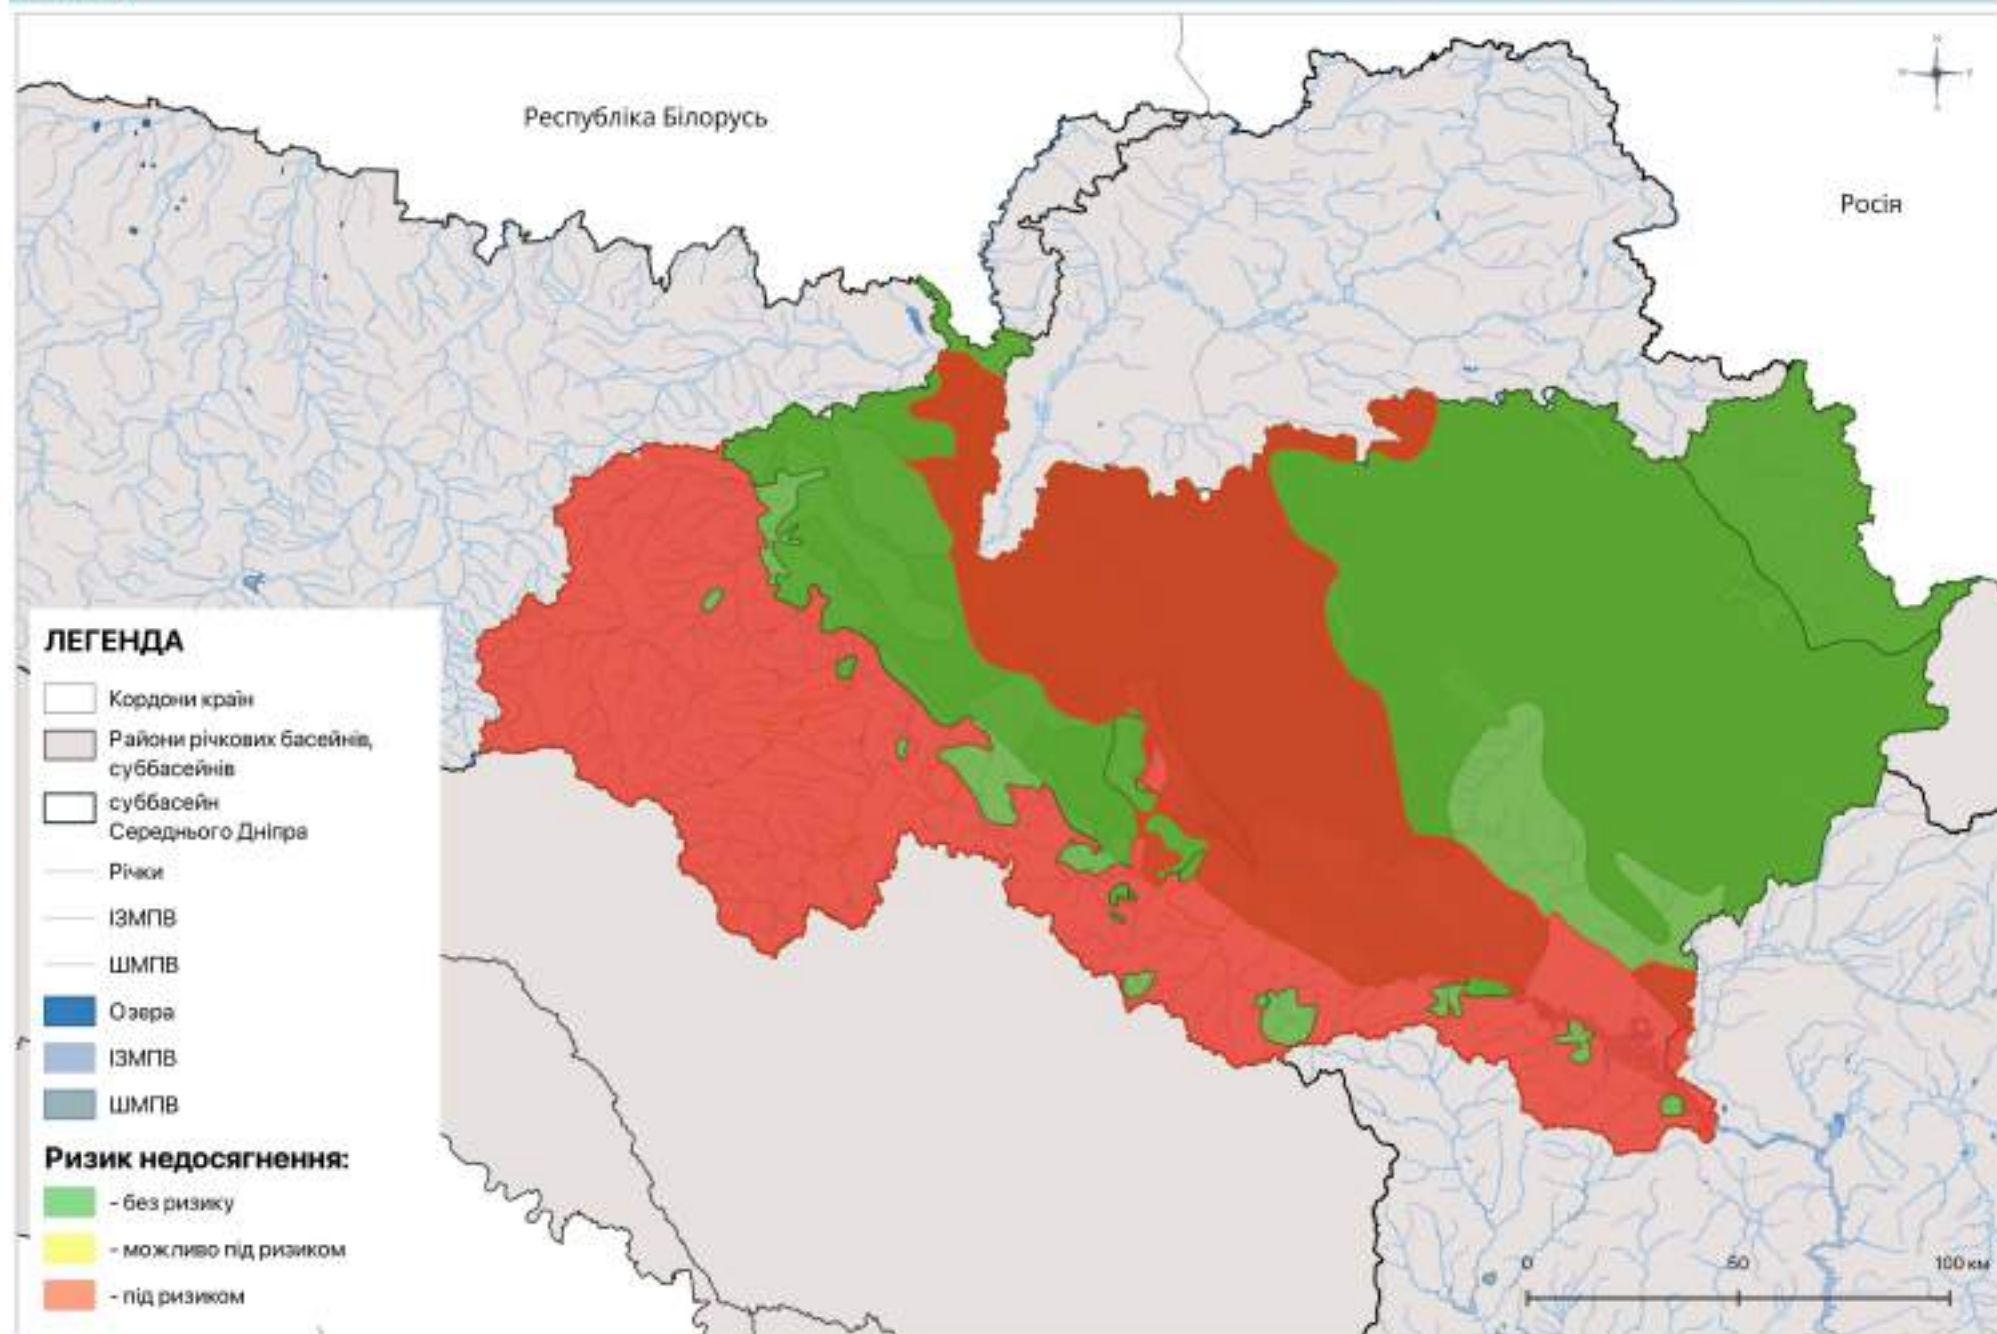 Республіка Білорусь
Росія
ЛЕГЕНДА
Кордони країн
Райони річкових басейнів,
суббасейнів
суббасейн
Середнього Дніпра
Річки
ІЗМПВ
ШМПВ
Озера
ІЗМПВ
ШМПВ
Ризик недосягнення:
- без ризику
- можливо під ризиком
- під ризиком
0 50 100 км